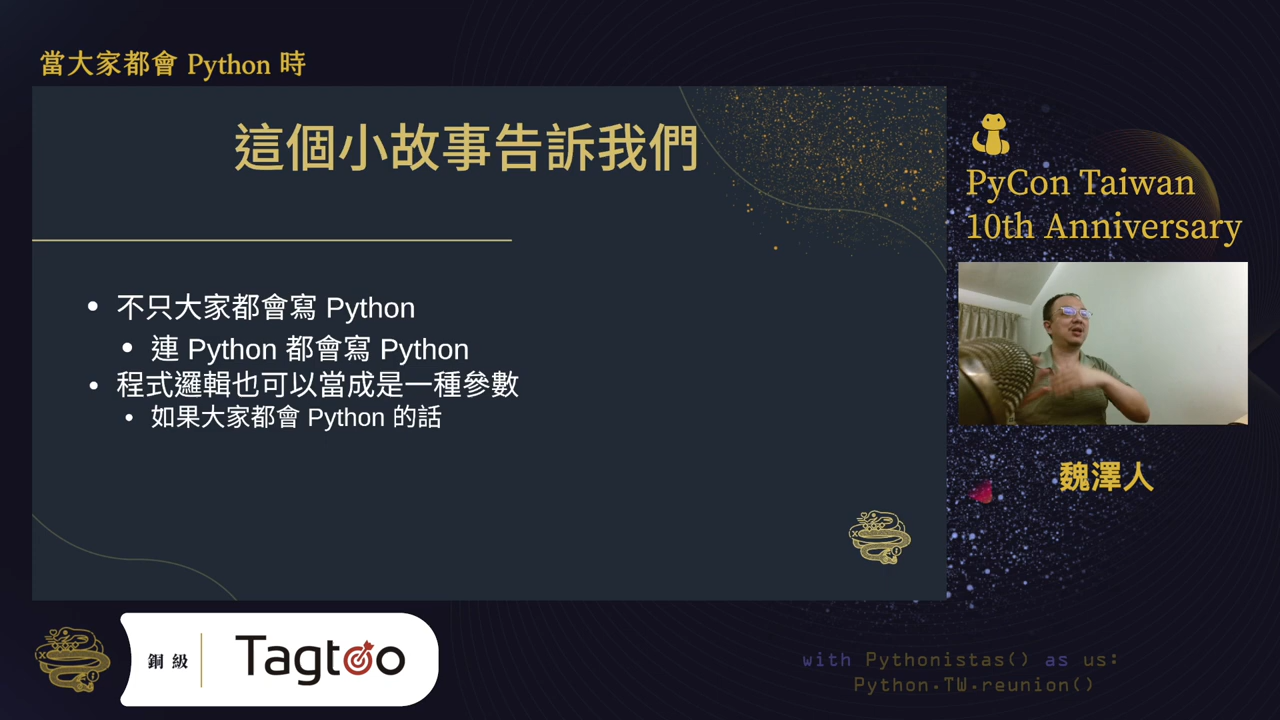 當大家都會 Python 時
這個小故事告訴我們
不只大家都會寫 Python
連 Python 都會寫 Python
程式邏輯也可以當成是一種參數
如果大家都會 Python 的話
PyCon Taiwan
10th Anniversary
魏澤人
銅級
Tagtoo
with Pythonistas() as us:
Python.TW.reunion()